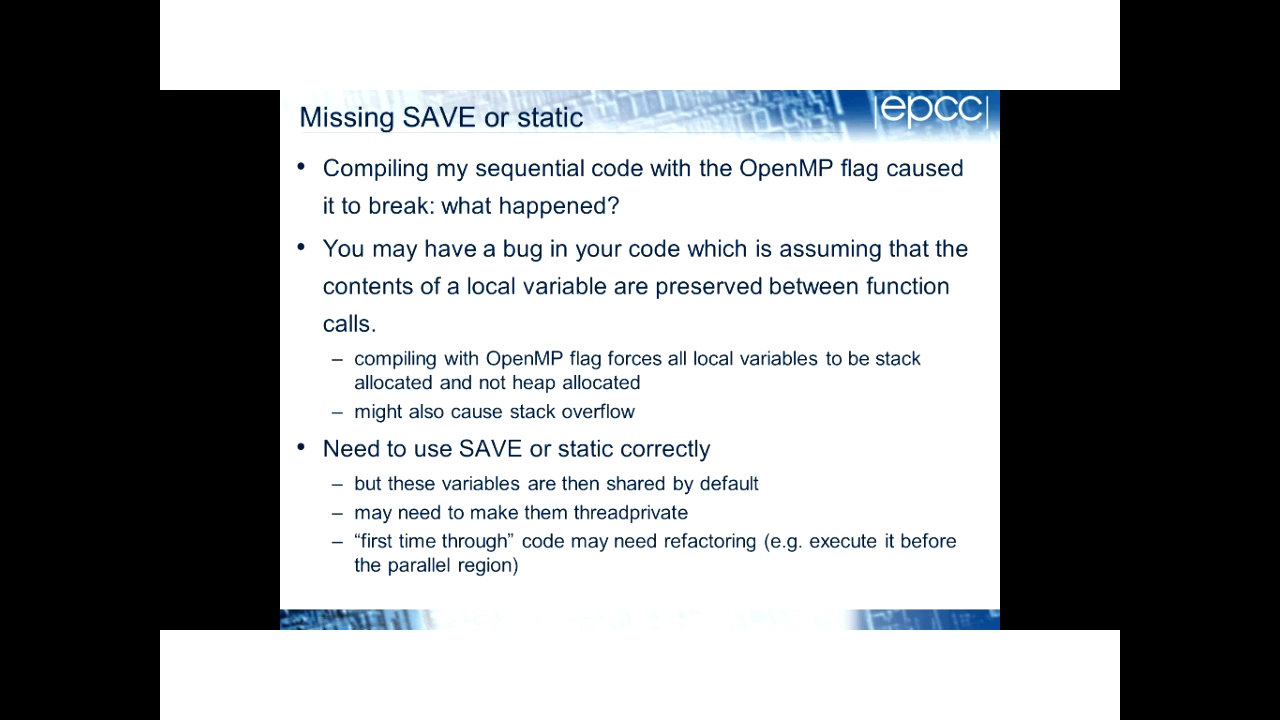 Missing SAVE or static
|epcc|
• Compiling my sequential code with the OpenMP flag caused
it to break: what happened?
• You may have a bug in your code which is assuming that the
contents of a local variable are preserved between function
calls.
– compiling with OpenMP flag forces all local variables to be stack
allocated and not heap allocated
– might also cause stack overflow
• Need to use SAVE or static correctly
– but these variables are then shared by default
– may need to make them threadprivate
– “first time through” code may need refactoring (e.g. execute it before
the parallel region)